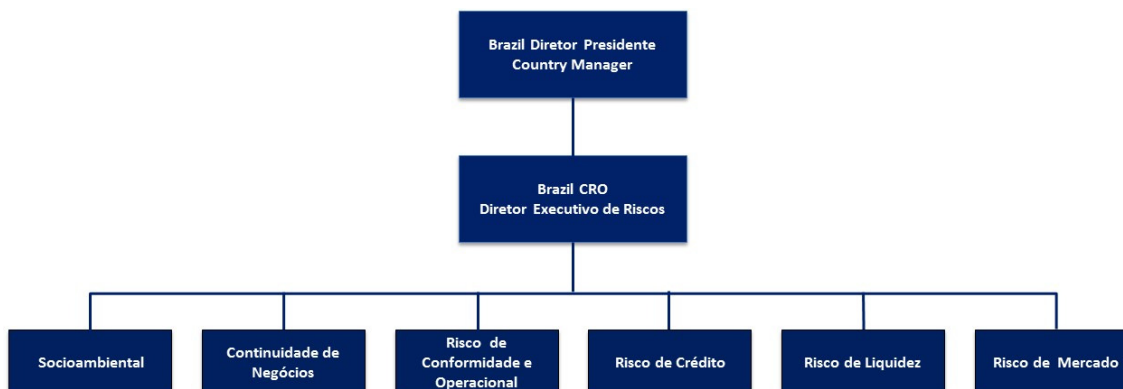 Brazil Diretor Presidente
Country Manager
Brazil CRO
Diretor Executivo de Riscos
Socioambiental
Continuidade de
Negócios
Risco de
Conformidade e
Operacional
Risco de Crédito
Risco de Liquidez
Risco de Mercado